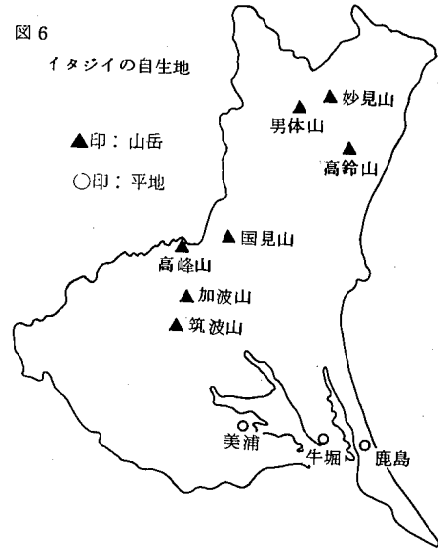 図6
イタジイの自生地
▲印：山岳
○印：平地
妙見山
男体山
高鈴山
国見山
高峰山
加波山
筑波山
美浦
牛堀
鹿島